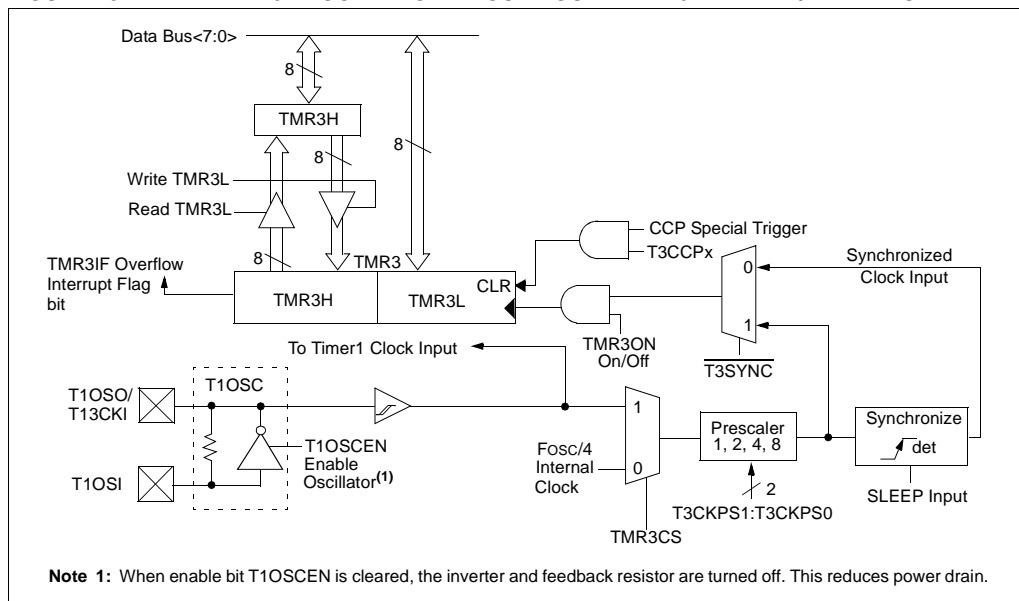 Data Bus<7:0>
8
TMR3H
8
8
Write TMR3L
Read TMR3L
8
TMR3
CCP Special Trigger
T3CCPx
TMR3IF Overflow
Interrupt Flag
bit
TMR3H
TMR3L
CLR
0
Synchronized
Clock Input
1
TMR3ON
On/Off
T3SYNC
To Timer1 Clock Input
T1OSO/
T13CKI
T1OSC
1
Prescaler
1, 2, 4, 8
Synchronize
det
T1OSCEN
Enable
Oscillator(1)
FOSC/4
Internal
Clock
0
T1OSI
2
SLEEP Input
T3CKPS1:T3CKPS0
TMR3CS
Note 1: When enable bit T1OSCEN is cleared, the inverter and feedback resistor are turned off. This reduces power drain.